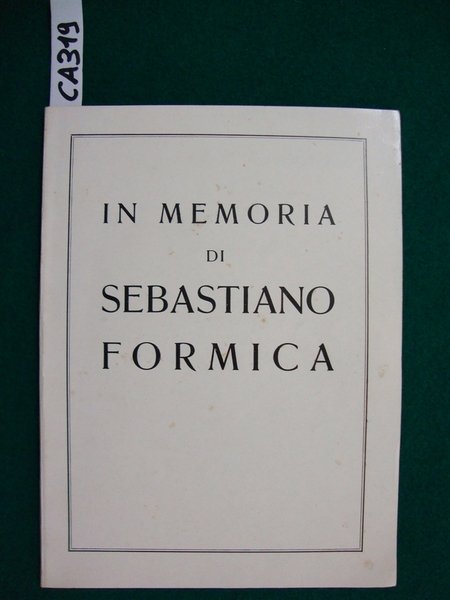 CA319
IN MEMORIA
DI
SEBASTIANO
FORMICA